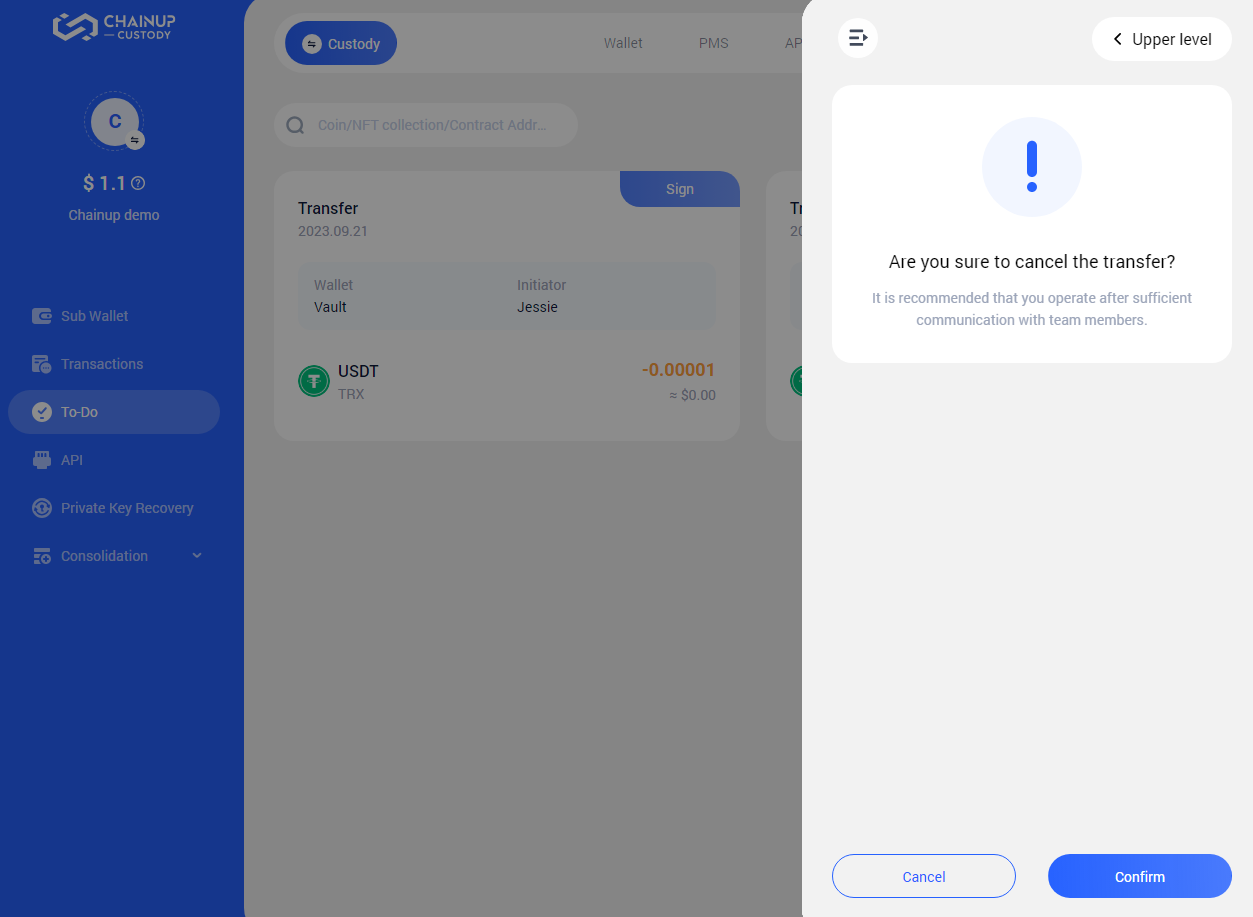 CHAINUP
CUSTODY
C
$ 1.1
Chainup demo
Sub Wallet
Transactions
To-Do
API
Private Key Recovery
Consolidation
Custody
Wallet
PMS
Coin/NFT collection/Contract Addr...
Sign
Transfer
2023.09.21
Wallet
Initiator
Vault
Jessie
USDT
-0.00001
TRX
≈ $0.00
Upper level
Are you sure to cancel the transfer?
It is recommended that you operate after sufficient
communication with team members.
Cancel
Confirm